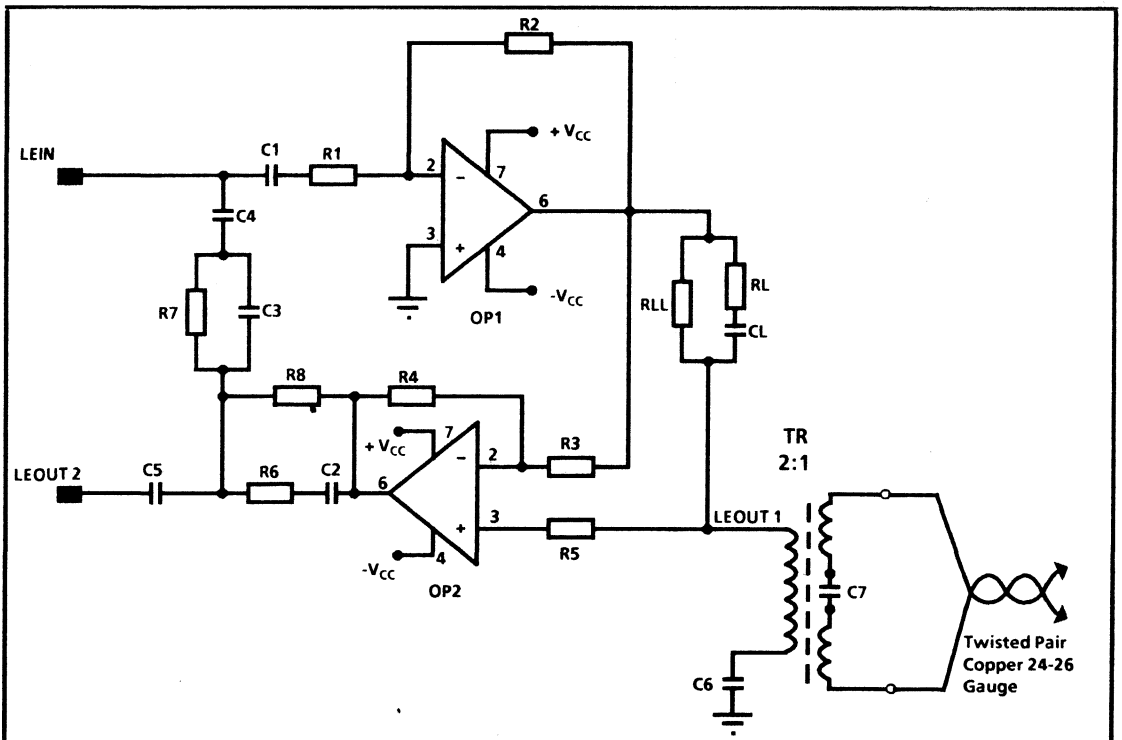 R2
+ VCC
LEIN
C1
R1
2
7
-
6
C4
3
+
4
R7
C3
-VCC
OP1
RLL
RL
CL
R8
R4
+ VCC
7
TR
2:1
LEOUT 2
C5
R6
C2
6
2
-
R3
3
+
R5
LEOUT 1
-VCC
4
OP2
C7
Twisted Pair
Copper 24-26
Gauge
C6